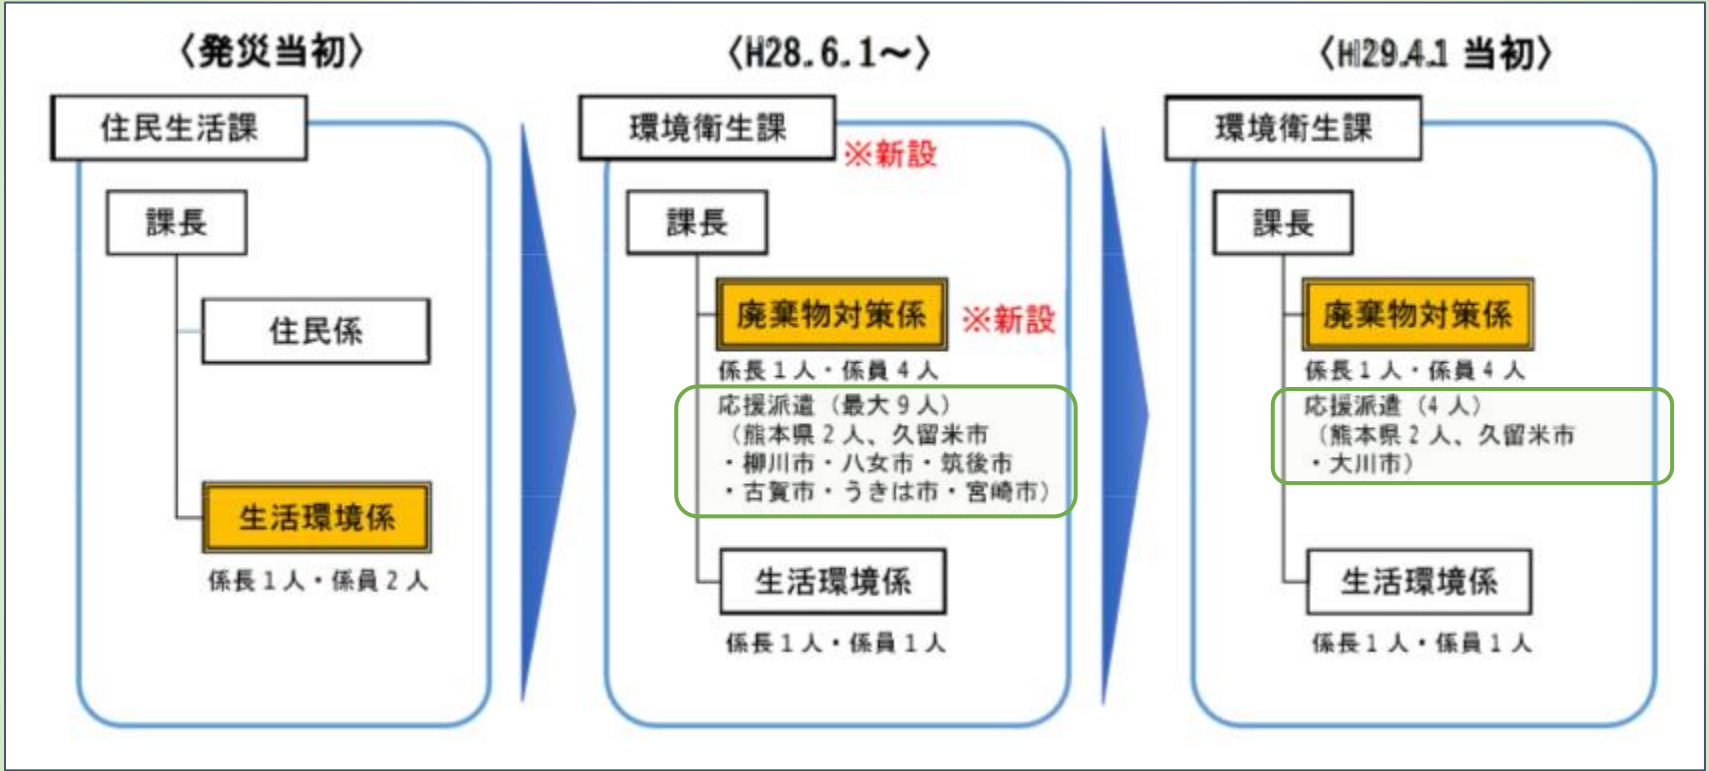 〈発災当初〉
住民生活課
課長
住民係
生活環境係
係長1人・係員2人
〈H28.6.1～〉
環境衛生課
※新設
課長
廃棄物対策係
※新設
係長1人・係員4人
応援派遣（最大9人）
（熊本県2人、久留米市
・柳川市・八女市・筑後市
・古賀市・うきは市・宮崎市）
生活環境係
係長1人・係員1人
〈H29.4.1 当初〉
環境衛生課
課長
廃棄物対策係
係長1人・係員4人
応援派遣（4人）
（熊本県2人、久留米市
・大川市）
生活環境係
係長1人・係員1人